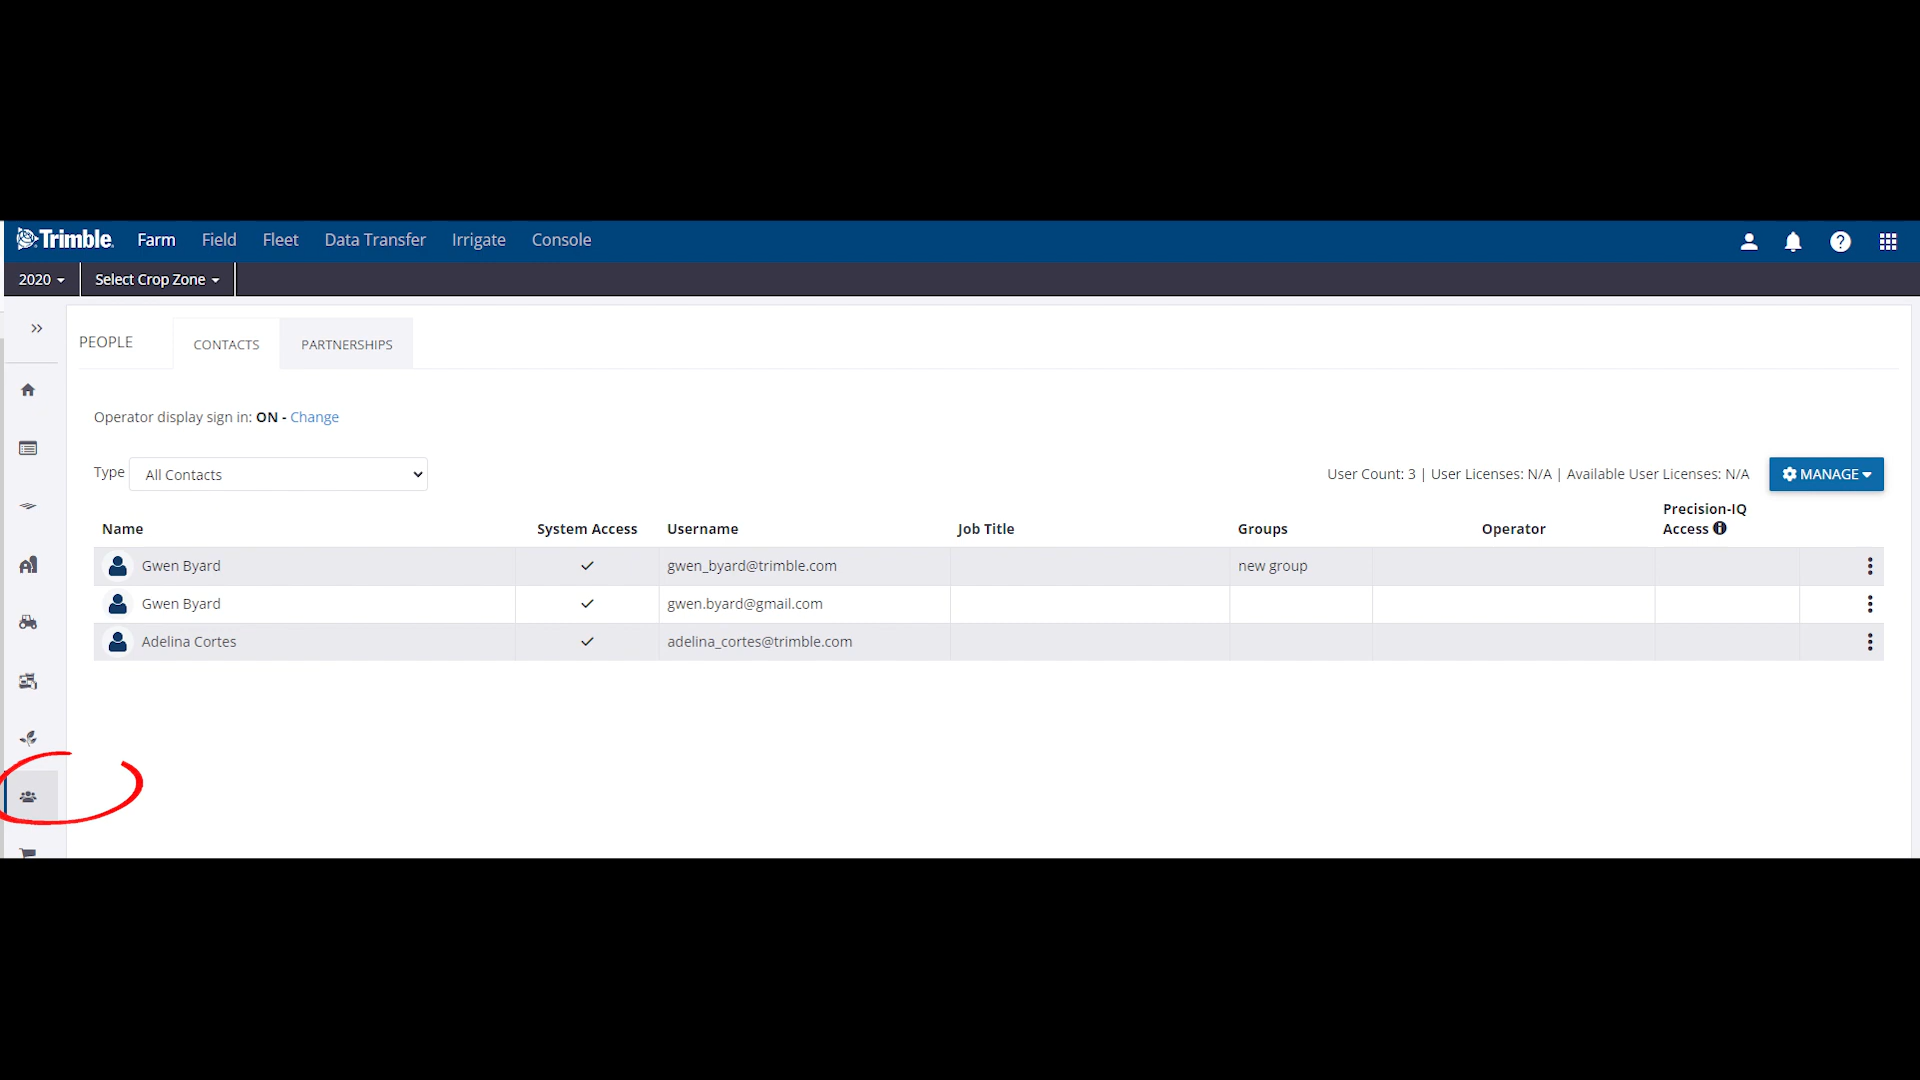 Trimble. Farm Field Fleet Data Transfer Irrigate Console
2020 Select Crop Zone
PEOPLE CONTACTS PARTNERSHIPS
Operator display sign in: ON - Change
Type All Contacts User Count: 3 | User Licenses: N/A | Available User Licenses: N/A MANAGE
Name System Access Username Job Title Groups Operator Precision-IQ
Access
Gwen Byard gwen_byard@trimble.com new group
Gwen Byard gwen.byard@gmail.com
Adelina Cortes adelina_cortes@trimble.com